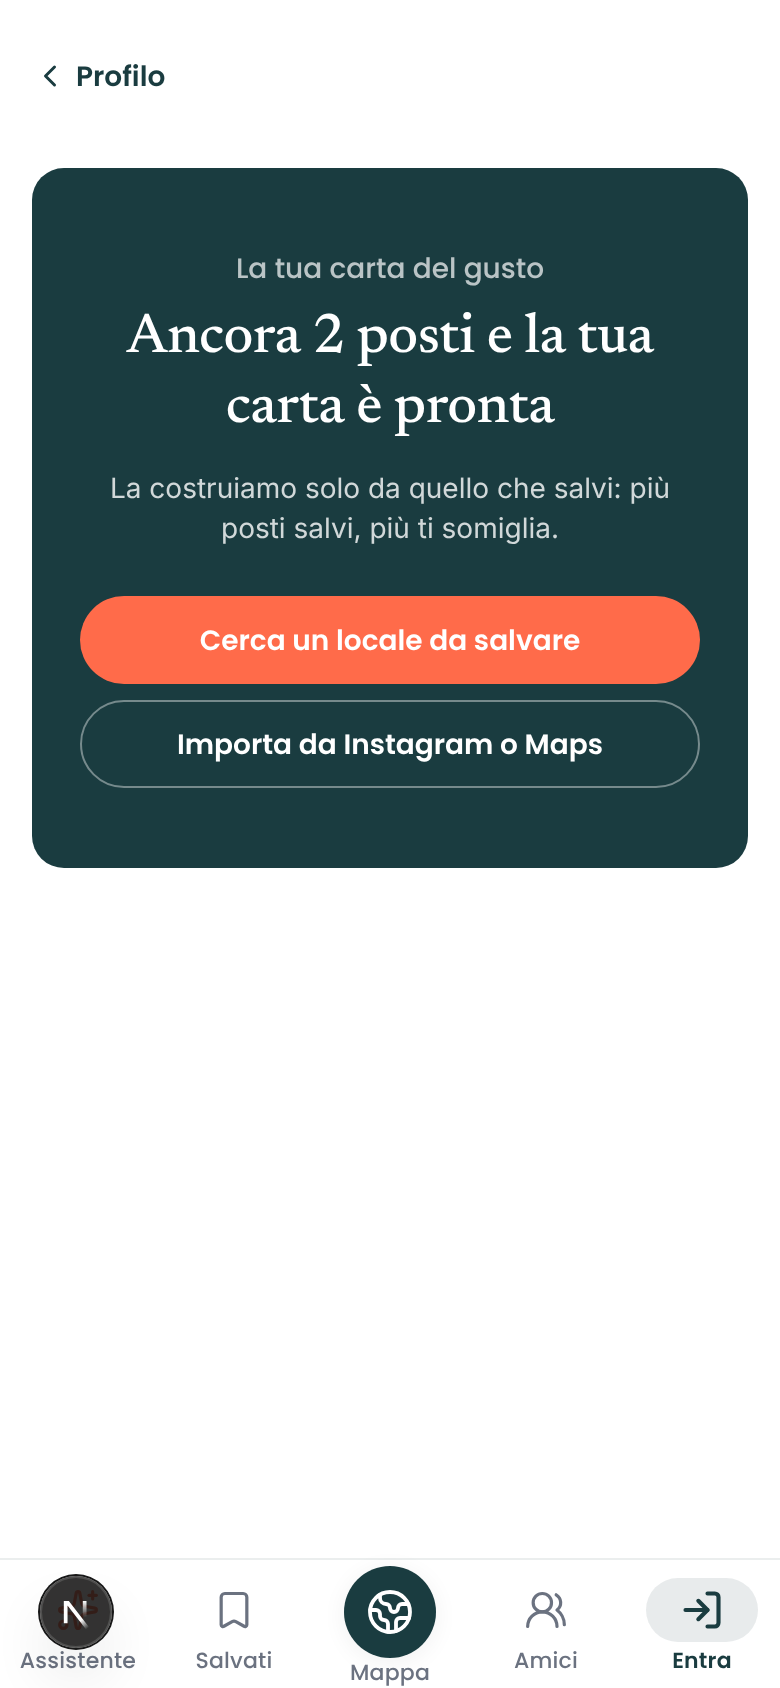 Profilo
La tua carta del gusto
Ancora 2 posti e la tua
carta è pronta
La costruiamo solo da quello che salvi: più
posti salvi, più ti somiglia.
Cerca un locale da salvare
Importa da Instagram o Maps
N
Assistente
Salvati
Mappa
Amici
Entra